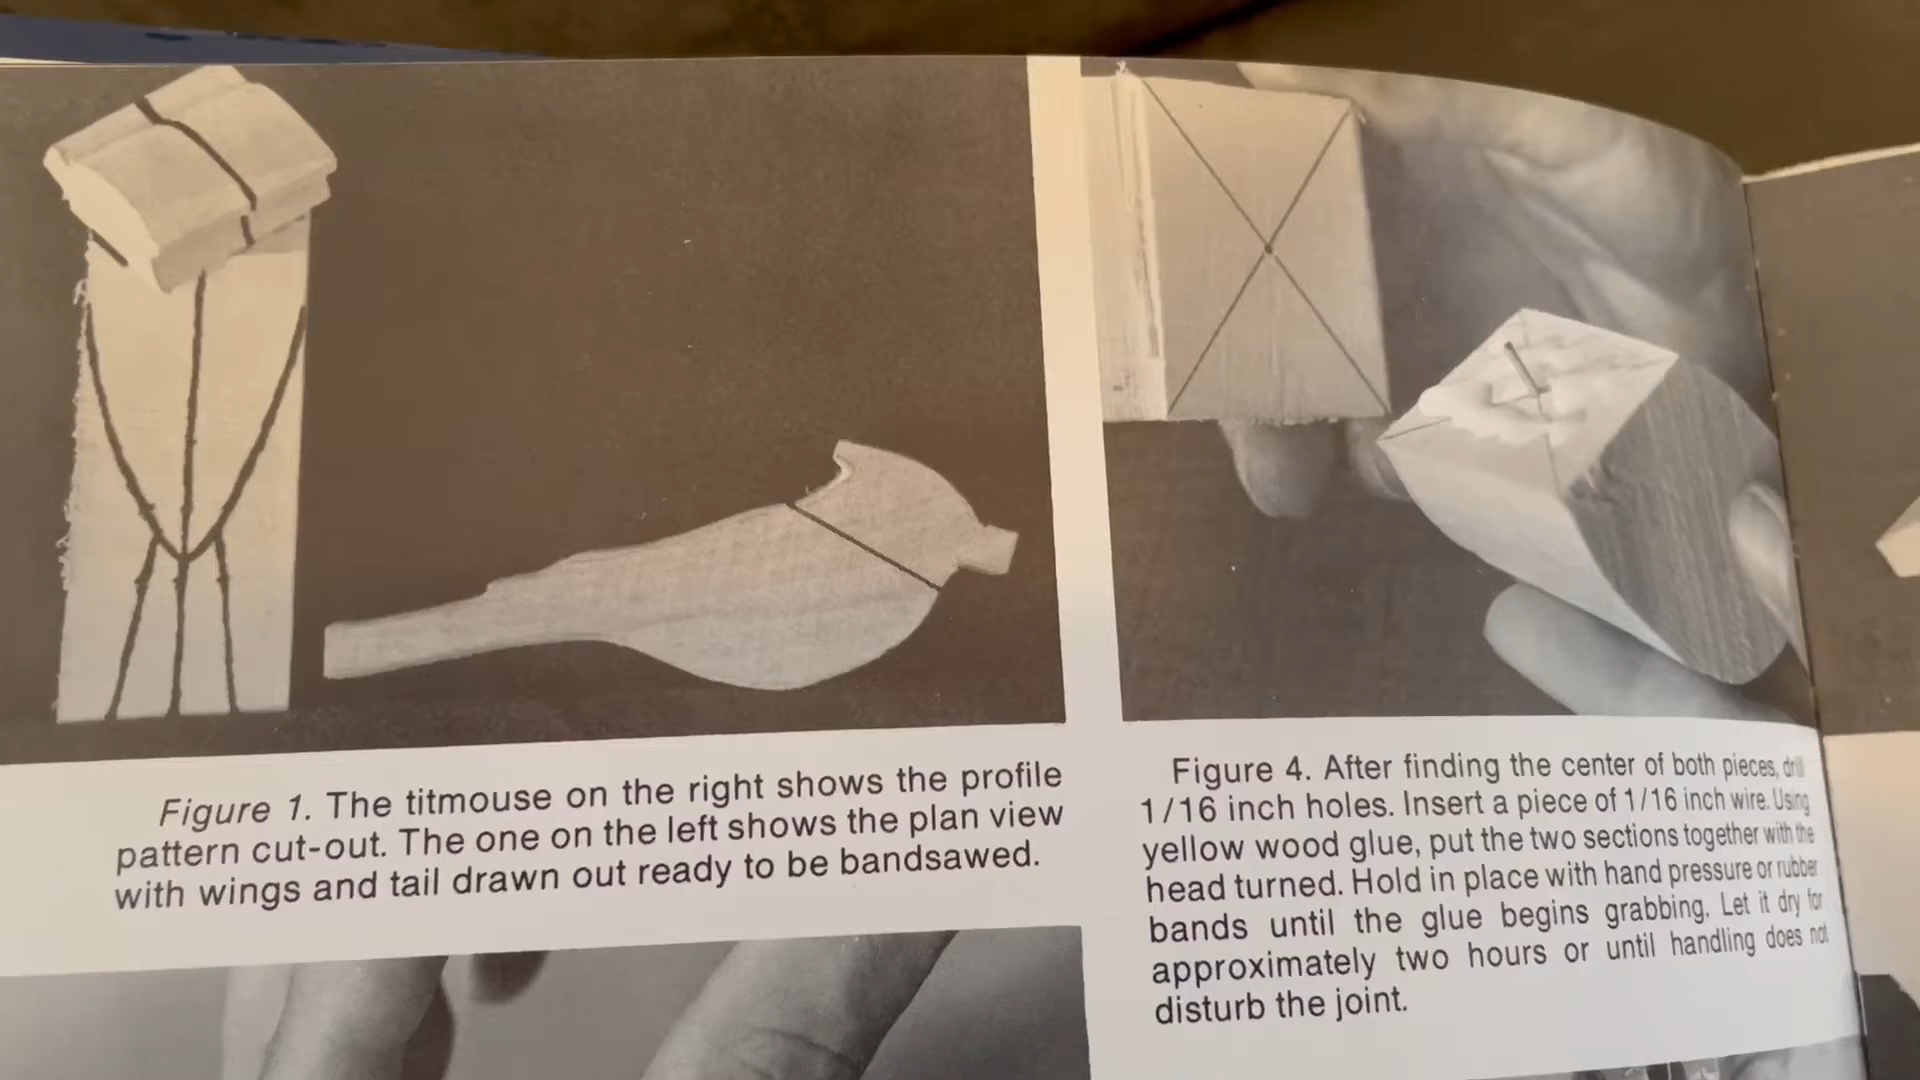 Figure 1. The titmouse on the right shows the profile
pattern cut-out. The one on the left shows the plan view
with wings and tail drawn out ready to be bandsawed.
Figure 4. After finding the center of both pieces, drill
1/16 inch holes. Insert a piece of 1/16 inch wire. Using
yellow wood glue, put the two sections together with the
head turned. Hold in place with hand pressure or rubber
bands until the glue begins grabbing. Let it dry for
approximately two hours or until handling does not
disturb the joint.